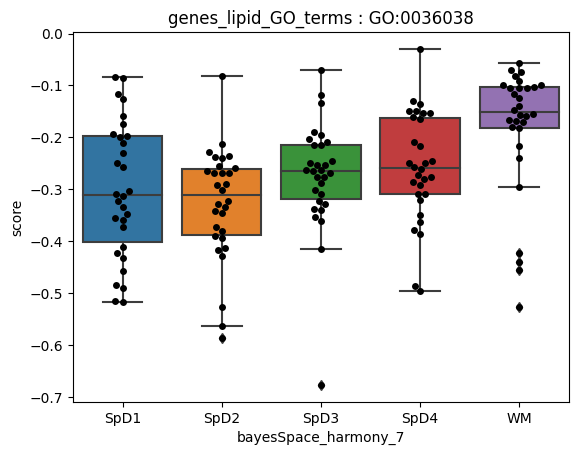 genes_lipid_GO_terms : GO:0036038
0.0
−0.1
−0.2
−0.3
−0.4
−0.5
−0.6
−0.7
score
SpD1 SpD2 SpD3 SpD4 WM
bayesSpace_harmony_7